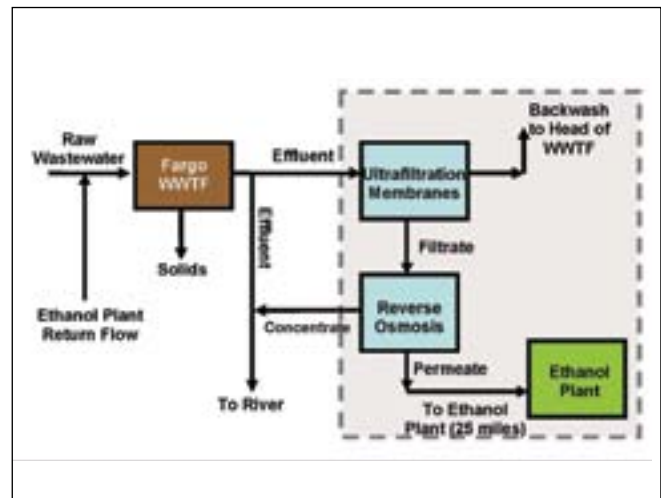 Raw
Wastewater
Fargo
WWTF
Effluent
Ultrafiltration
Membranes
Backwash
to Head of
WWTF
Effluent
Solids
Filtrate
Ethanol Plant
Return Flow
Concentrate
Reverse
Osmosis
Permeate
Ethanol
Plant
To River
To Ethanol
Plant (25 miles)